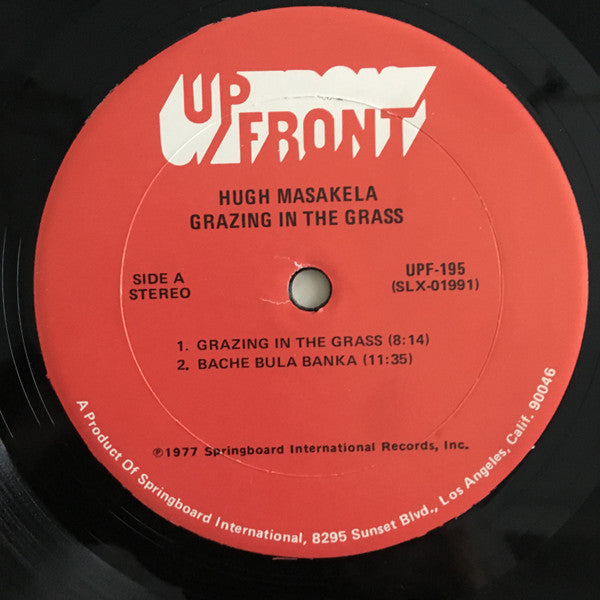 UP FRONT
HUGH MASAKELA
GRAZING IN THE GRASS
SIDE A
STEREO
UPF-195
(SLX-01991)
1. GRAZING IN THE GRASS (8:14)
2. BACHE BULA BANKA (11:35)
℗1977 Springboard International Records, Inc.
A Product Of Springboard International, 8295 Sunset Blvd., Los Angeles, Calif. 90046